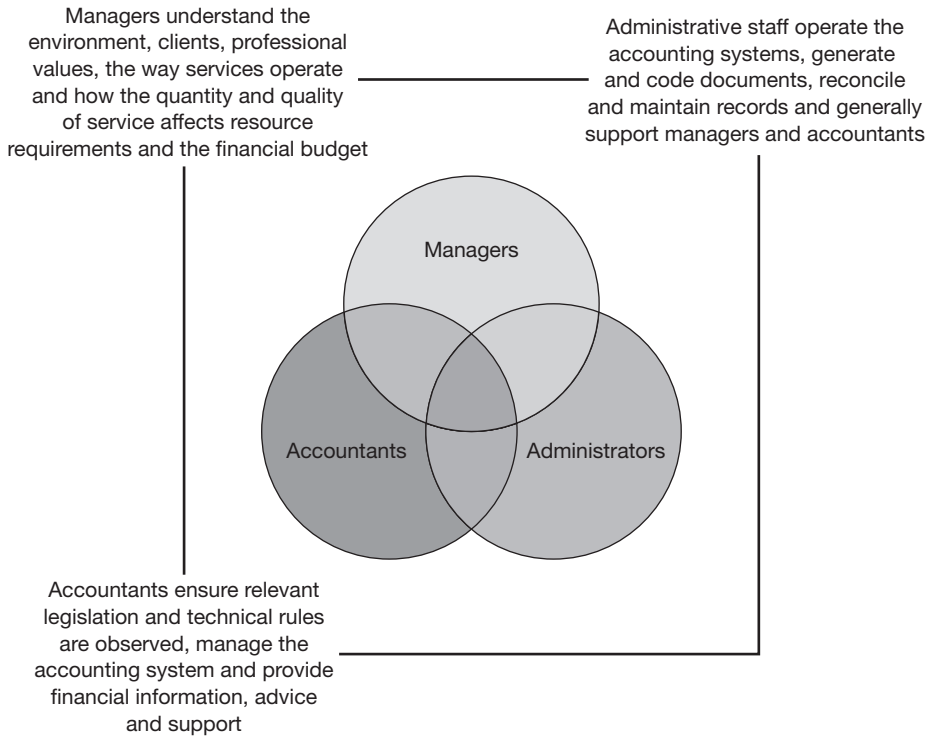 Managers understand the
environment, clients, professional
values, the way services operate
and how the quantity and quality
of service affects resource
requirements and the financial budget
Administrative staff operate the
accounting systems, generate
and code documents, reconcile
and maintain records and generally
support managers and accountants
Managers
Accountants
Administrators
Accountants ensure relevant
legislation and technical rules
are observed, manage the
accounting system and provide
financial information, advice
and support